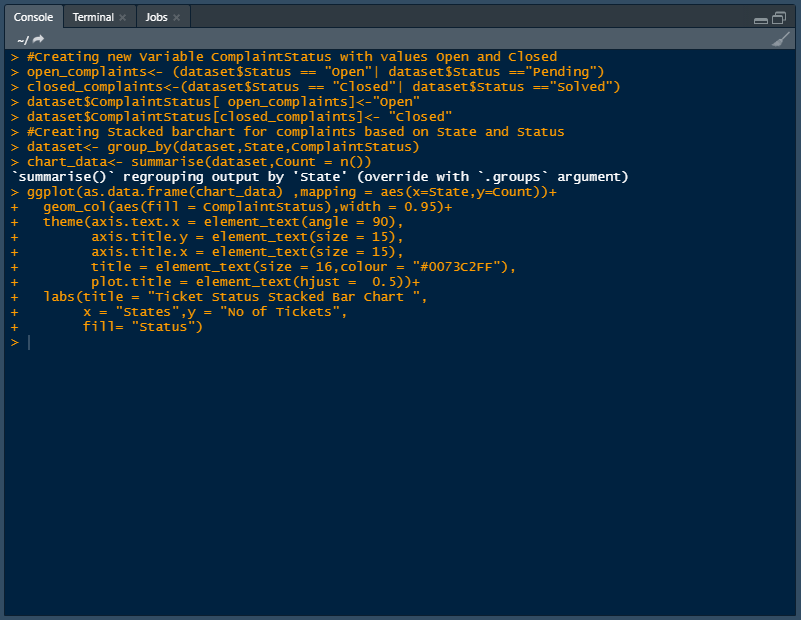 Console Terminal Jobs
~/
> #Creating new Variable ComplaintStatus with values Open and Closed
> open_complaints<- (dataset$Status == "Open"| dataset$Status =="Pending")
> closed_complaints<-(dataset$Status == "Closed"| dataset$Status =="Solved")
> dataset$ComplaintStatus[ open_complaints]<-"Open"
> dataset$ComplaintStatus[closed_complaints]<- "Closed"
> #Creating Stacked barchart for complaints based on State and Status
> dataset<- group_by(dataset,State,ComplaintStatus)
> chart_data<- summarise(dataset,Count = n())
`summarise()` regrouping output by 'State' (override with `.groups` argument)
> ggplot(as.data.frame(chart_data) ,mapping = aes(x=State,y=Count))+
+   geom_col(aes(fill = ComplaintStatus),width = 0.95)+
+   theme(axis.text.x = element_text(angle = 90),
+         axis.title.y = element_text(size = 15),
+         axis.title.x = element_text(size = 15),
+         title = element_text(size = 16,colour = "#0073C2FF"),
+         plot.title = element_text(hjust =  0.5))+
+   labs(title = "Ticket Status Stacked Bar Chart ",
+        x = "States",y = "No of Tickets",
+        fill= "Status")
>